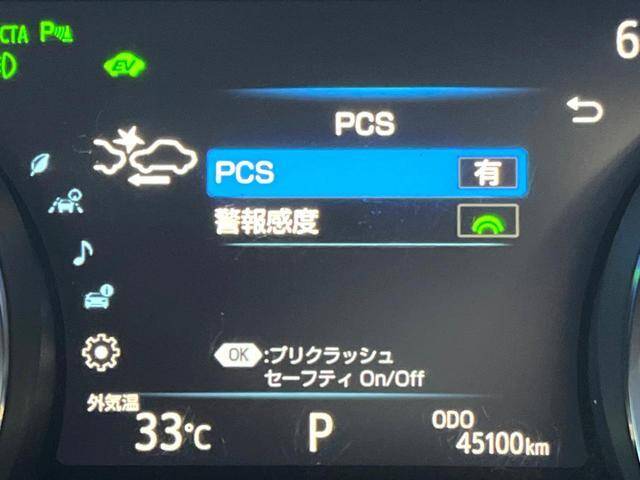 CTA P
6
EV
PCS
PCS 有
警報感度
OK :プリクラッシュ
セーフティ On/Off
外気温
33℃ P ODO
45100km